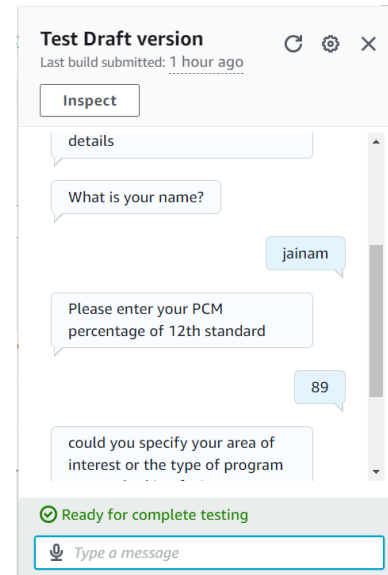 Test Draft version
Last build submitted: 1 hour ago
Inspect
details
What is your name?
jainam
Please enter your PCM
percentage of 12th standard
89
could you specify your area of
interest or the type of program
Ready for complete testing
Type a message